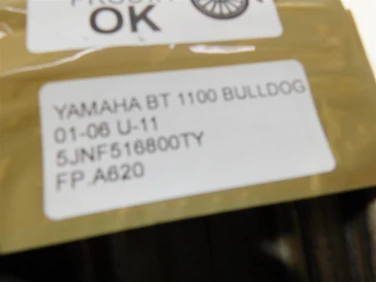 OK
YAMAHA BT 1100 BULLDOG
01-06 U-11
5JNF516800TY
FP.A620